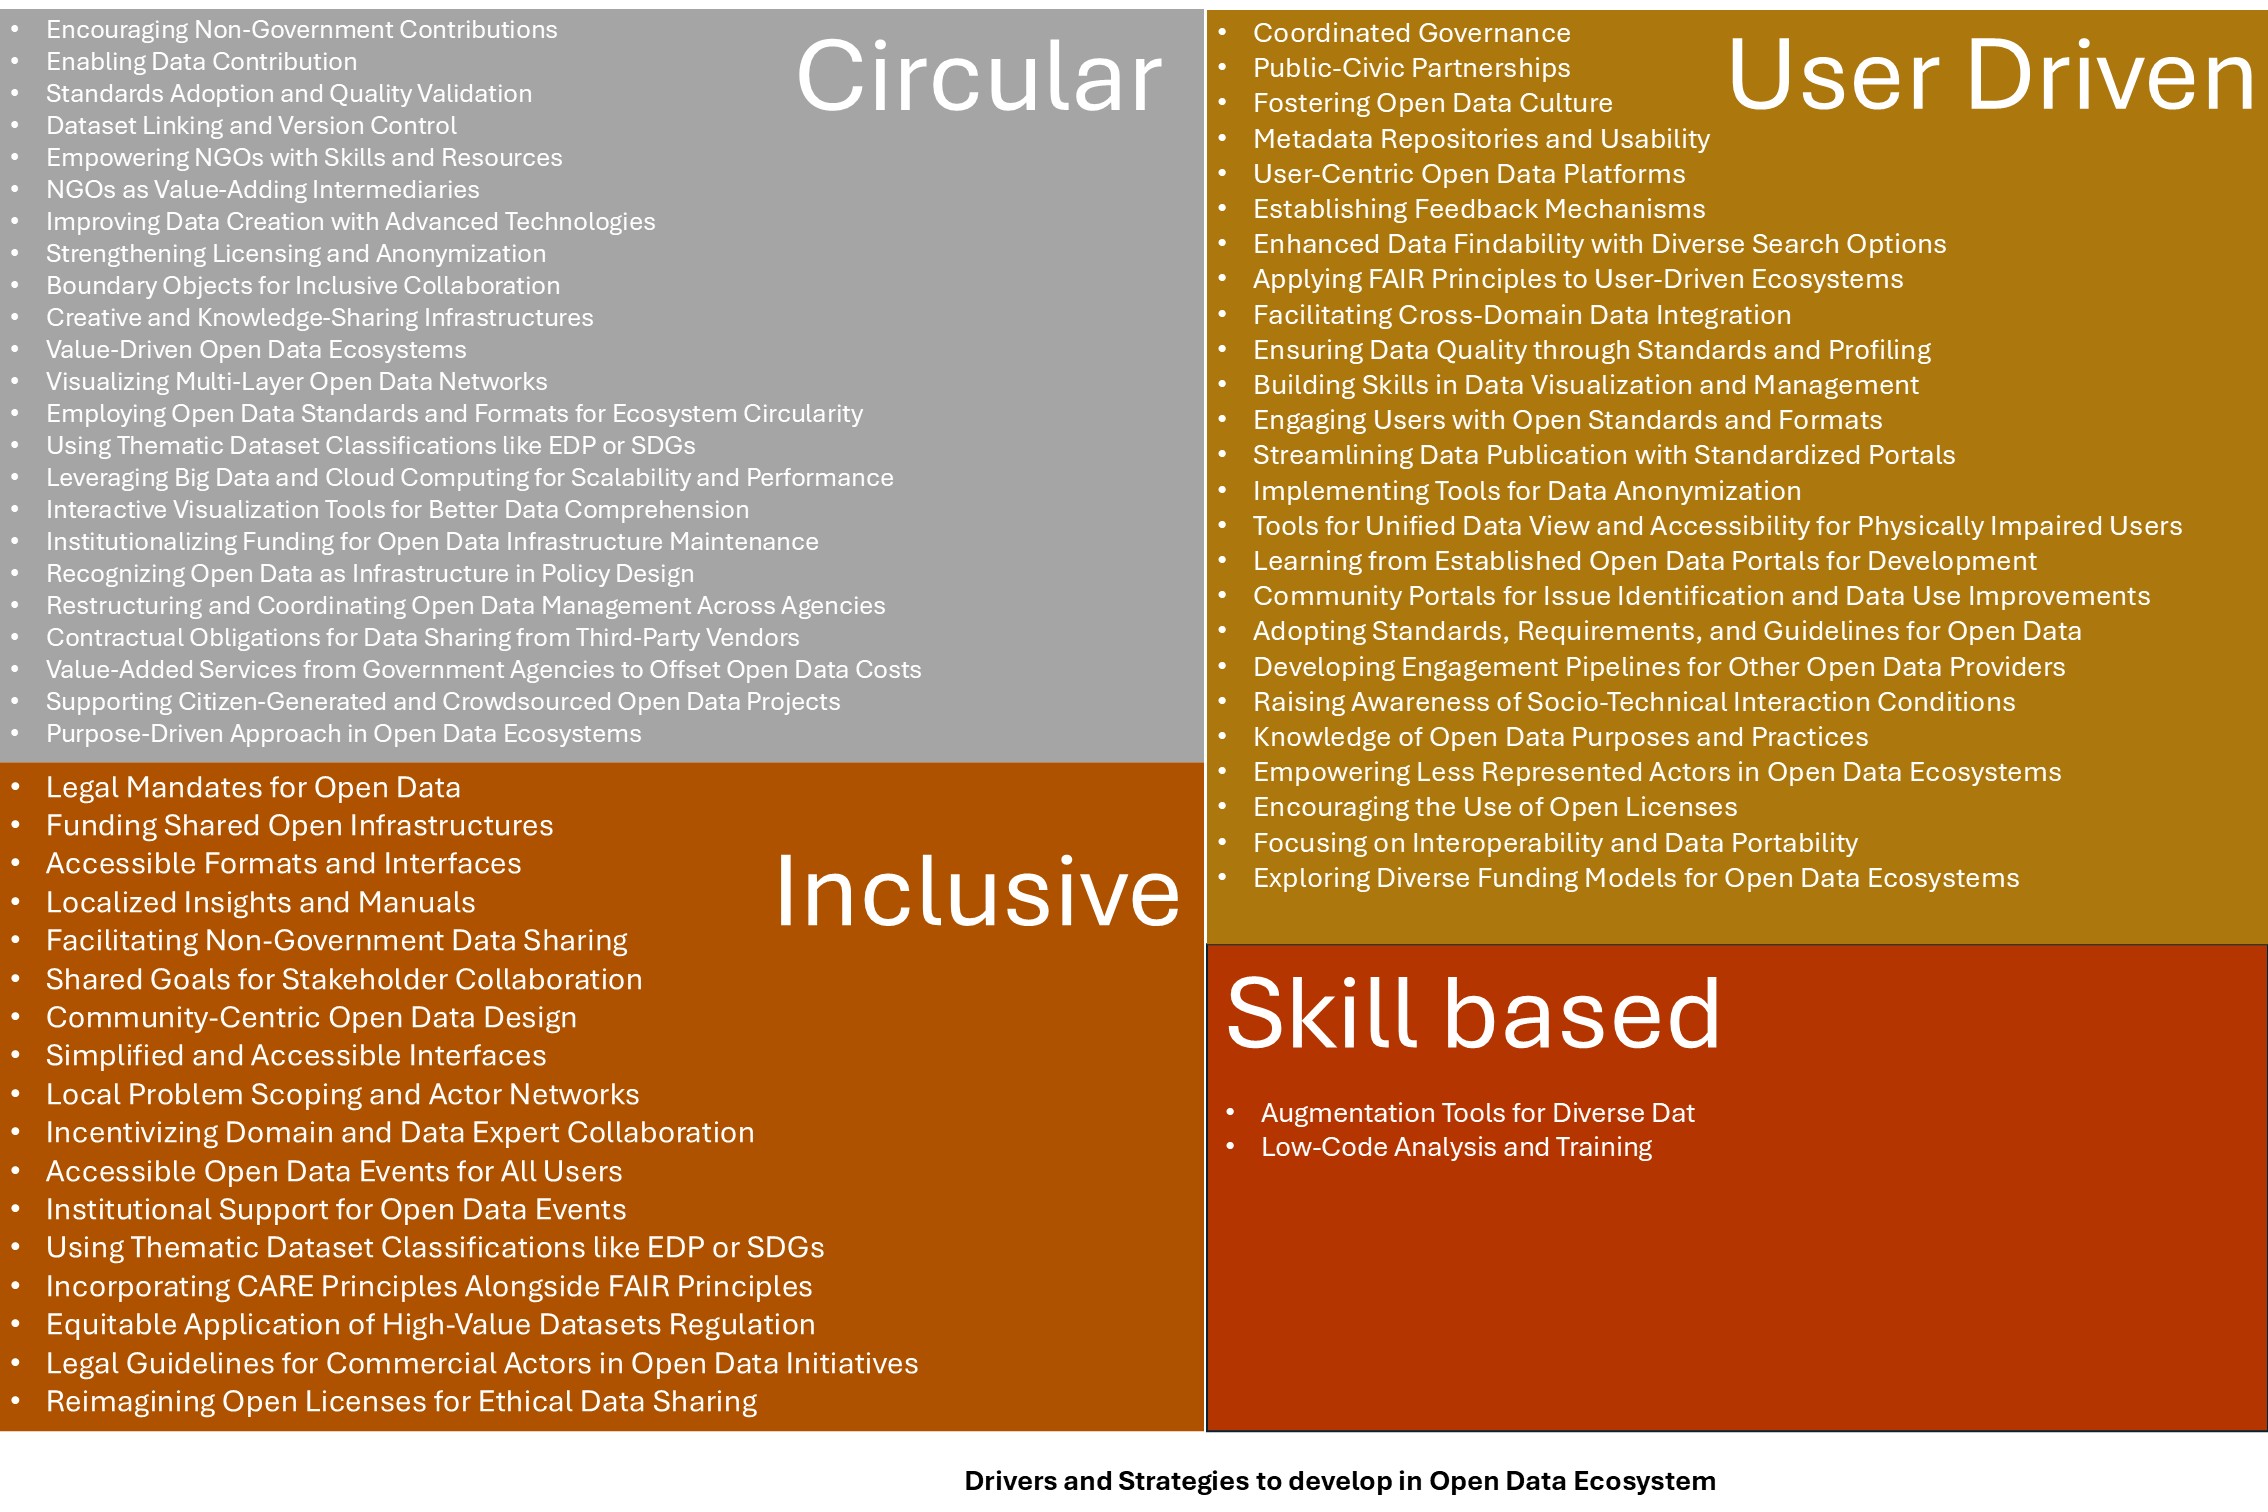 Circular
• Encouraging Non-Government Contributions
• Enabling Data Contribution
• Standards Adoption and Quality Validation
• Dataset Linking and Version Control
• Empowering NGOs with Skills and Resources
• NGOs as Value-Adding Intermediaries
• Improving Data Creation with Advanced Technologies
• Strengthening Licensing and Anonymization
• Boundary Objects for Inclusive Collaboration
• Creative and Knowledge-Sharing Infrastructures
• Value-Driven Open Data Ecosystems
• Visualizing Multi-Layer Open Data Networks
• Employing Open Data Standards and Formats for Ecosystem Circularity
• Using Thematic Dataset Classifications like EDP or SDGs
• Leveraging Big Data and Cloud Computing for Scalability and Performance
• Interactive Visualization Tools for Better Data Comprehension
• Institutionalizing Funding for Open Data Infrastructure Maintenance
• Recognizing Open Data as Infrastructure in Policy Design
• Restructuring and Coordinating Open Data Management Across Agencies
• Contractual Obligations for Data Sharing from Third-Party Vendors
• Value-Added Services from Government Agencies to Offset Open Data Costs
• Supporting Citizen-Generated and Crowdsourced Open Data Projects
• Purpose-Driven Approach in Open Data Ecosystems
User Driven
• Coordinated Governance
• Public-Civic Partnerships
• Fostering Open Data Culture
• Metadata Repositories and Usability
• User-Centric Open Data Platforms
• Establishing Feedback Mechanisms
• Enhanced Data Findability with Diverse Search Options
• Applying FAIR Principles to User-Driven Ecosystems
• Facilitating Cross-Domain Data Integration
• Ensuring Data Quality through Standards and Profiling
• Building Skills in Data Visualization and Management
• Engaging Users with Open Standards and Formats
• Streamlining Data Publication with Standardized Portals
• Implementing Tools for Data Anonymization
• Tools for Unified Data View and Accessibility for Physically Impaired Users
• Learning from Established Open Data Portals for Development
• Community Portals for Issue Identification and Data Use Improvements
• Adopting Standards, Requirements, and Guidelines for Open Data
• Developing Engagement Pipelines for Other Open Data Providers
• Raising Awareness of Socio-Technical Interaction Conditions
• Knowledge of Open Data Purposes and Practices
• Empowering Less Represented Actors in Open Data Ecosystems
• Encouraging the Use of Open Licenses
• Focusing on Interoperability and Data Portability
• Exploring Diverse Funding Models for Open Data Ecosystems
Inclusive
• Legal Mandates for Open Data
• Funding Shared Open Infrastructures
• Accessible Formats and Interfaces
• Localized Insights and Manuals
• Facilitating Non-Government Data Sharing
• Shared Goals for Stakeholder Collaboration
• Community-Centric Open Data Design
• Simplified and Accessible Interfaces
• Local Problem Scoping and Actor Networks
• Incentivizing Domain and Data Expert Collaboration
• Accessible Open Data Events for All Users
• Institutional Support for Open Data Events
• Using Thematic Dataset Classifications like EDP or SDGs
• Incorporating CARE Principles Alongside FAIR Principles
• Equitable Application of High-Value Datasets Regulation
• Legal Guidelines for Commercial Actors in Open Data Initiatives
• Reimagining Open Licenses for Ethical Data Sharing
Skill based
• Augmentation Tools for Diverse Dat
• Low-Code Analysis and Training
Drivers and Strategies to develop in Open Data Ecosystem